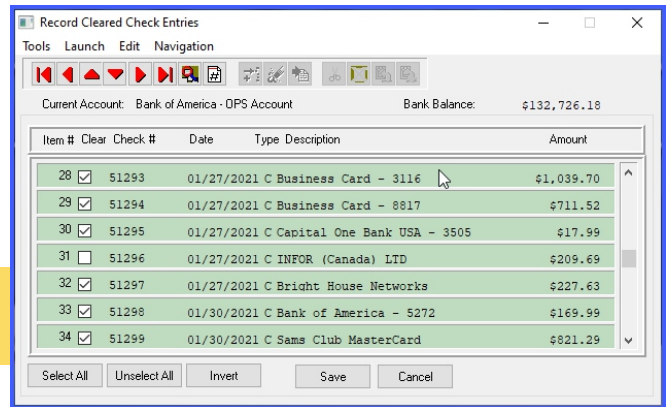 Record Cleared Check Entries
Tools Launch Edit Navigation
Current Account: Bank of America - OPS Account Bank Balance: $132,726.18
Item # Clear Check # Date Type Description Amount
28 51293 01/27/2021 C Business Card - 3116 $1,039.70
29 51294 01/27/2021 C Business Card - 8817 $711.52
30 51295 01/27/2021 C Capital One Bank USA - 3505 $17.99
31 51296 01/27/2021 C INFOR (Canada) LTD $209.69
32 51297 01/27/2021 C Bright House Networks $227.63
33 51298 01/30/2021 C Bank of America - 5272 $169.99
34 51299 01/30/2021 C Sams Club MasterCard $821.29
Select All Unselect All Invert Save Cancel